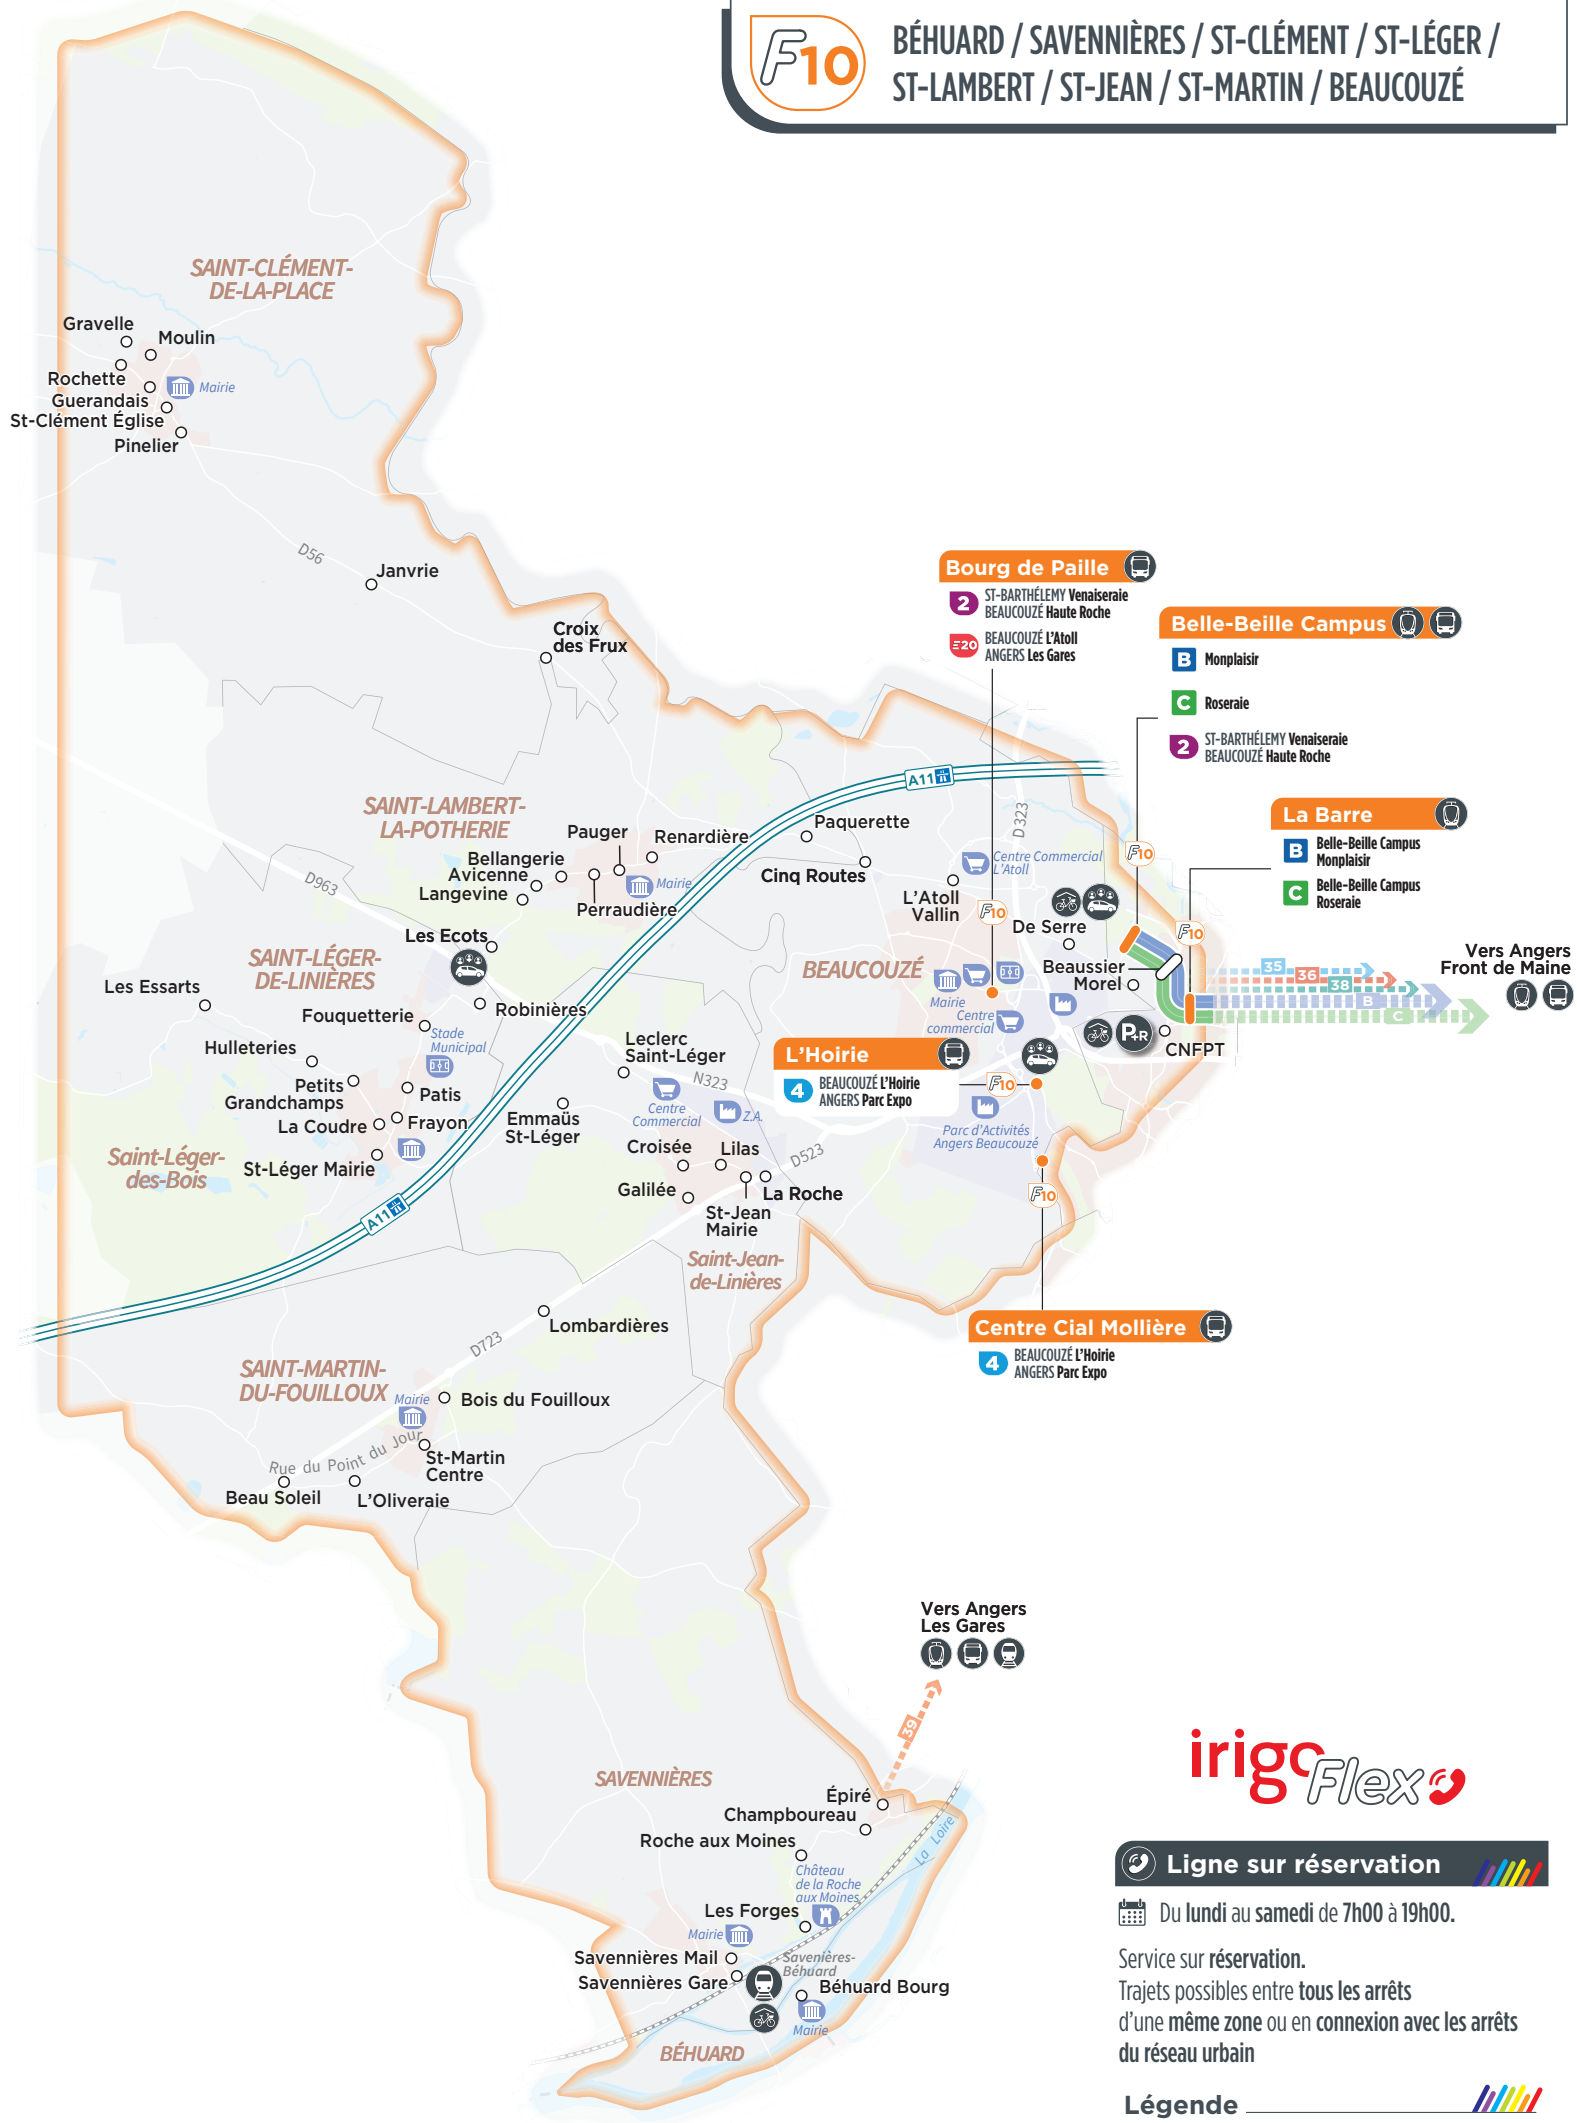 F10
BÉHUARD / SAVENNIÈRES / ST-CLÉMENT / ST-LÉGER /
ST-LAMBERT / ST-JEAN / ST-MARTIN / BEAUCOUZÉ
SAINT-CLÉMENT-
DE-LA-PLACE
Gravelle
Moulin
Rochette
Mairie
Guerandais
St-Clément Église
Pinelier
D56
Janvrie
Croix
des Frux
Bourg de Paille
2
ST-BARTHÉLEMY Venaiseraie
BEAUCOUZÉ Haute Roche
E20
BEAUCOUZÉ L'Atoll
ANGERS Les Gares
Belle-Beille Campus
B
Monplaisir
C
Roseraie
2
ST-BARTHÉLEMY Venaiseraie
BEAUCOUZÉ Haute Roche
La Barre
B
Belle-Beille Campus
Monplaisir
C
Belle-Beille Campus
Roseraie
A11
D323
SAINT-LAMBERT-
LA-POTHERIE
Pauger
Renardière
Paquerette
Bellangerie
Avicenne
Langevine
Mairie
Perraudière
Cinq Routes
Centre Commercial
L'Atoll
F10
L'Atoll
Vallin
F10
De Serre
F10
D963
Les Ecots
SAINT-LÉGER-
DE-LINIÈRES
BEAUCOUZÉ
Beaussier
Morel
Mairie
Centre
commercial
35
36
38
B
C
Vers Angers
Front de Maine
P+R
CNFPT
Les Essarts
Robinières
Fouquetterie
Stade
Municipal
Hulleteries
Petits
Grandchamps
Patis
La Coudre
Frayon
St-Léger Mairie
Saint-Léger-
des-Bois
Leclerc
Saint-Léger
N323
Centre
Commercial
Z.A.
Emmaüs
St-Léger
L'Hoirie
4
BEAUCOUZÉ L'Hoirie
ANGERS Parc Expo
F10
Parc d'Activités
Angers Beaucouzé
Croisée
Lilas
D523
Galilée
La Roche
St-Jean
Mairie
F10
A11
Saint-Jean-
de-Linières
Centre Cial Mollière
4
BEAUCOUZÉ L'Hoirie
ANGERS Parc Expo
Lombardières
D723
SAINT-MARTIN-
DU-FOUILLOUX
Mairie
Bois du Fouilloux
Rue du Point du Jour
St-Martin
Centre
Beau Soleil
L'Oliveraie
Vers Angers
Les Gares
39
SAVENNIÈRES
Épiré
Champboureau
Roche aux Moines
La Loire
Château
de la Roche
aux Moines
Les Forges
Mairie
Savennières Mail
Savenières-
Béhuard
Savennières Gare
Béhuard Bourg
Mairie
BÉHUARD
irigo Flex
Ligne sur réservation
Du lundi au samedi de 7h00 à 19h00.
Service sur réservation.
Trajets possibles entre tous les arrêts
d'une même zone ou en connexion avec les arrêts
du réseau urbain
Légende